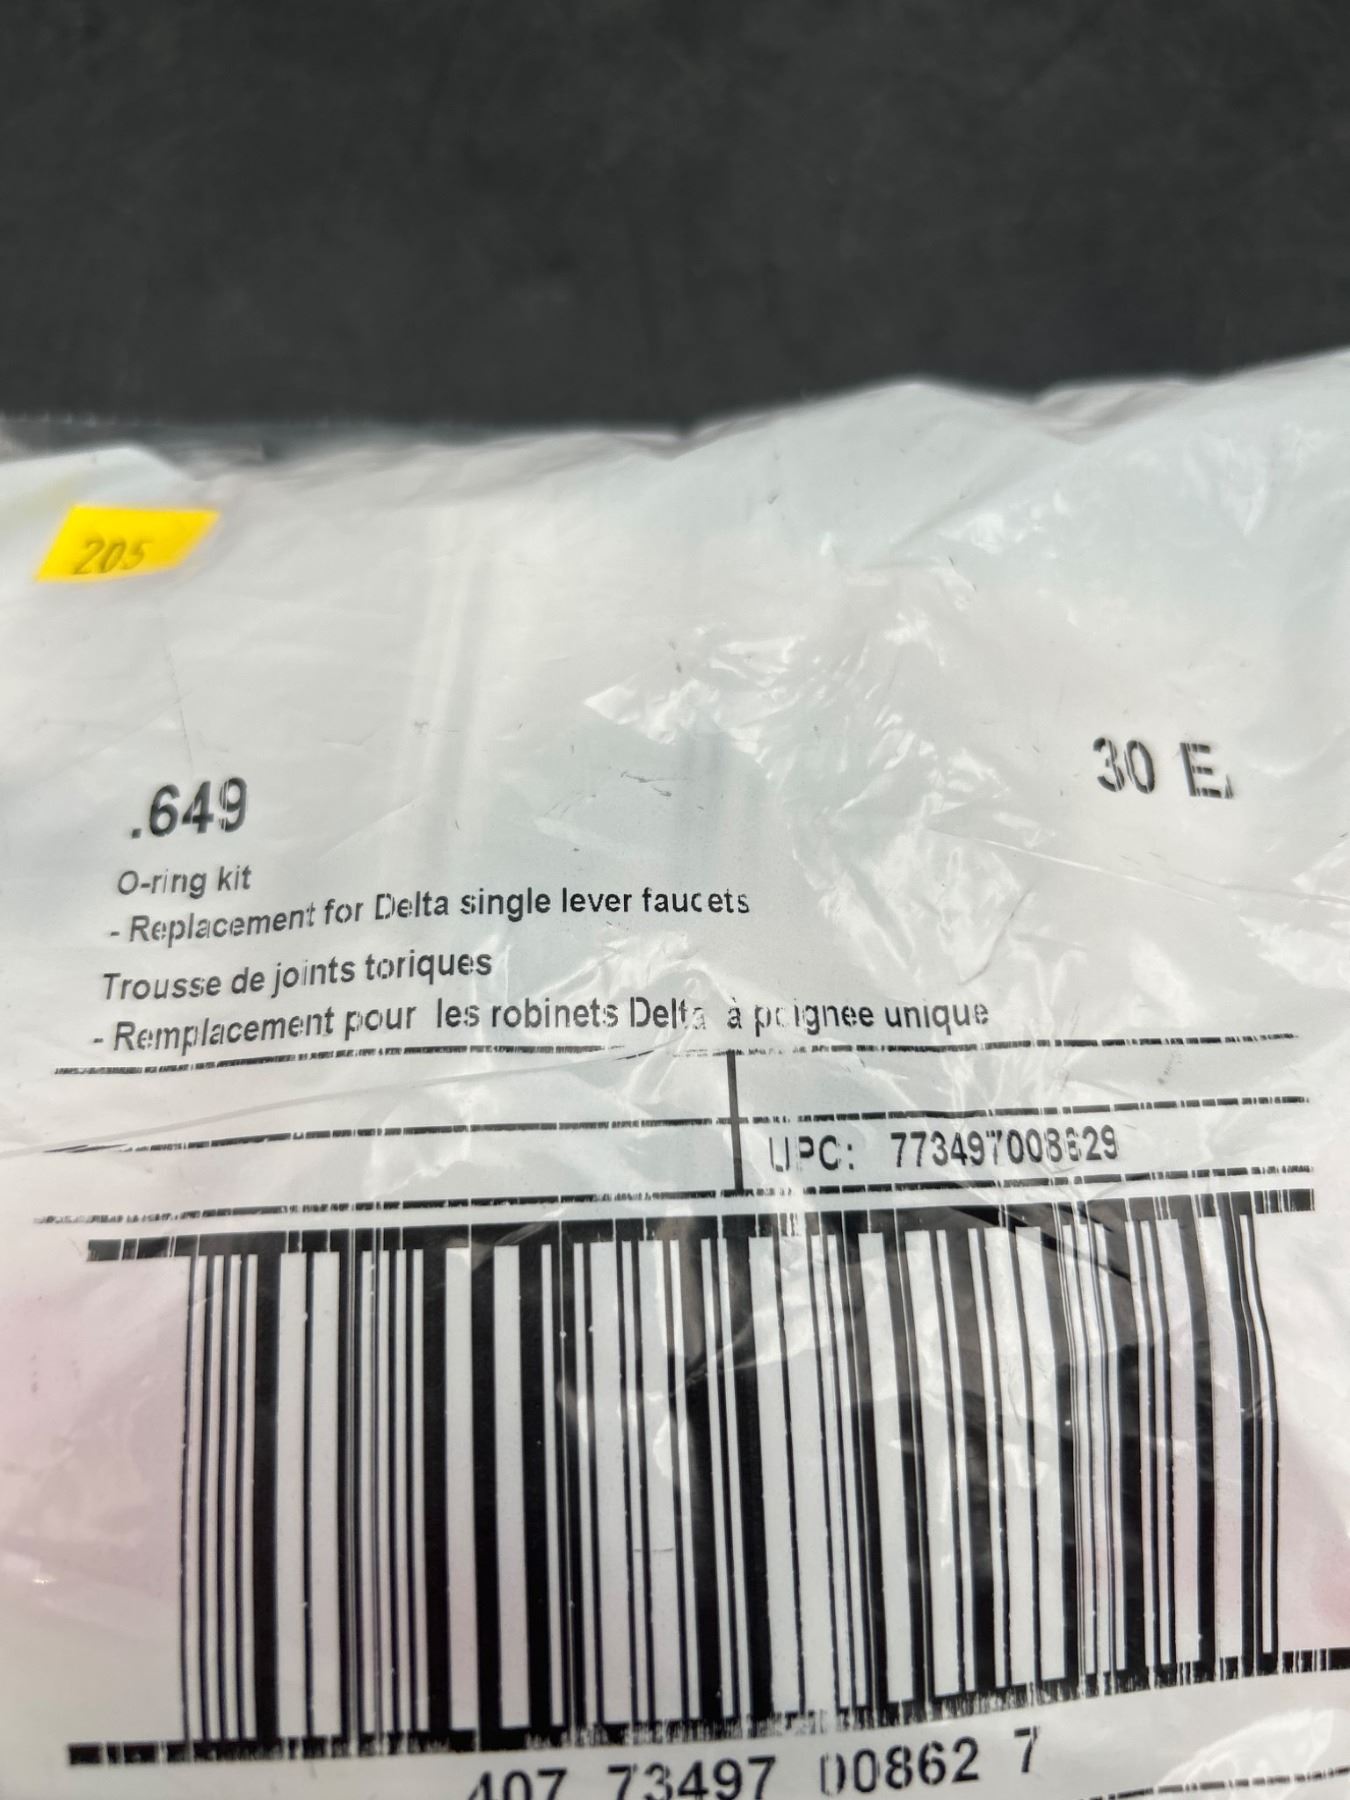 205
.649
30 E.
O-ring kit
- Replacement for Delta single lever faucets
Trousse de joints toriques
- Remplacement pour les robinets Delta à poignee unique
UPC: 773497008629
407 73497 00862 7